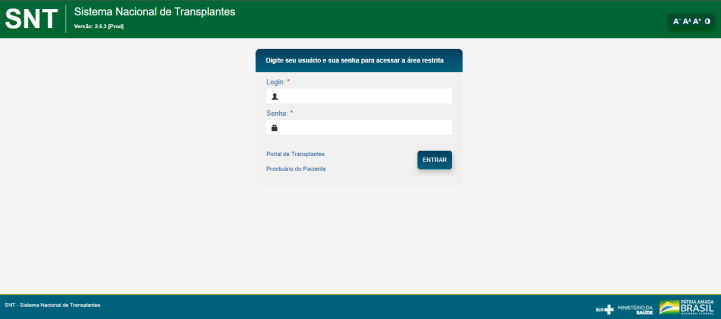 SNT
Sistema Nacional de Transplantes
Versão: 2.6.3 [Prod]
A- A* A+
Digite seu usuário e sua senha para acessar a área restrita
Login: *
Senha: *
Portal de Transplantes
ENTRAR
Prontuário do Paciente
SNT - Sistema Nacional de Transplantes
SUS
MINISTÉRIO DA
SAÚDE
PÁTRIA AMADA
BRASIL
GOVERNO FEDERAL